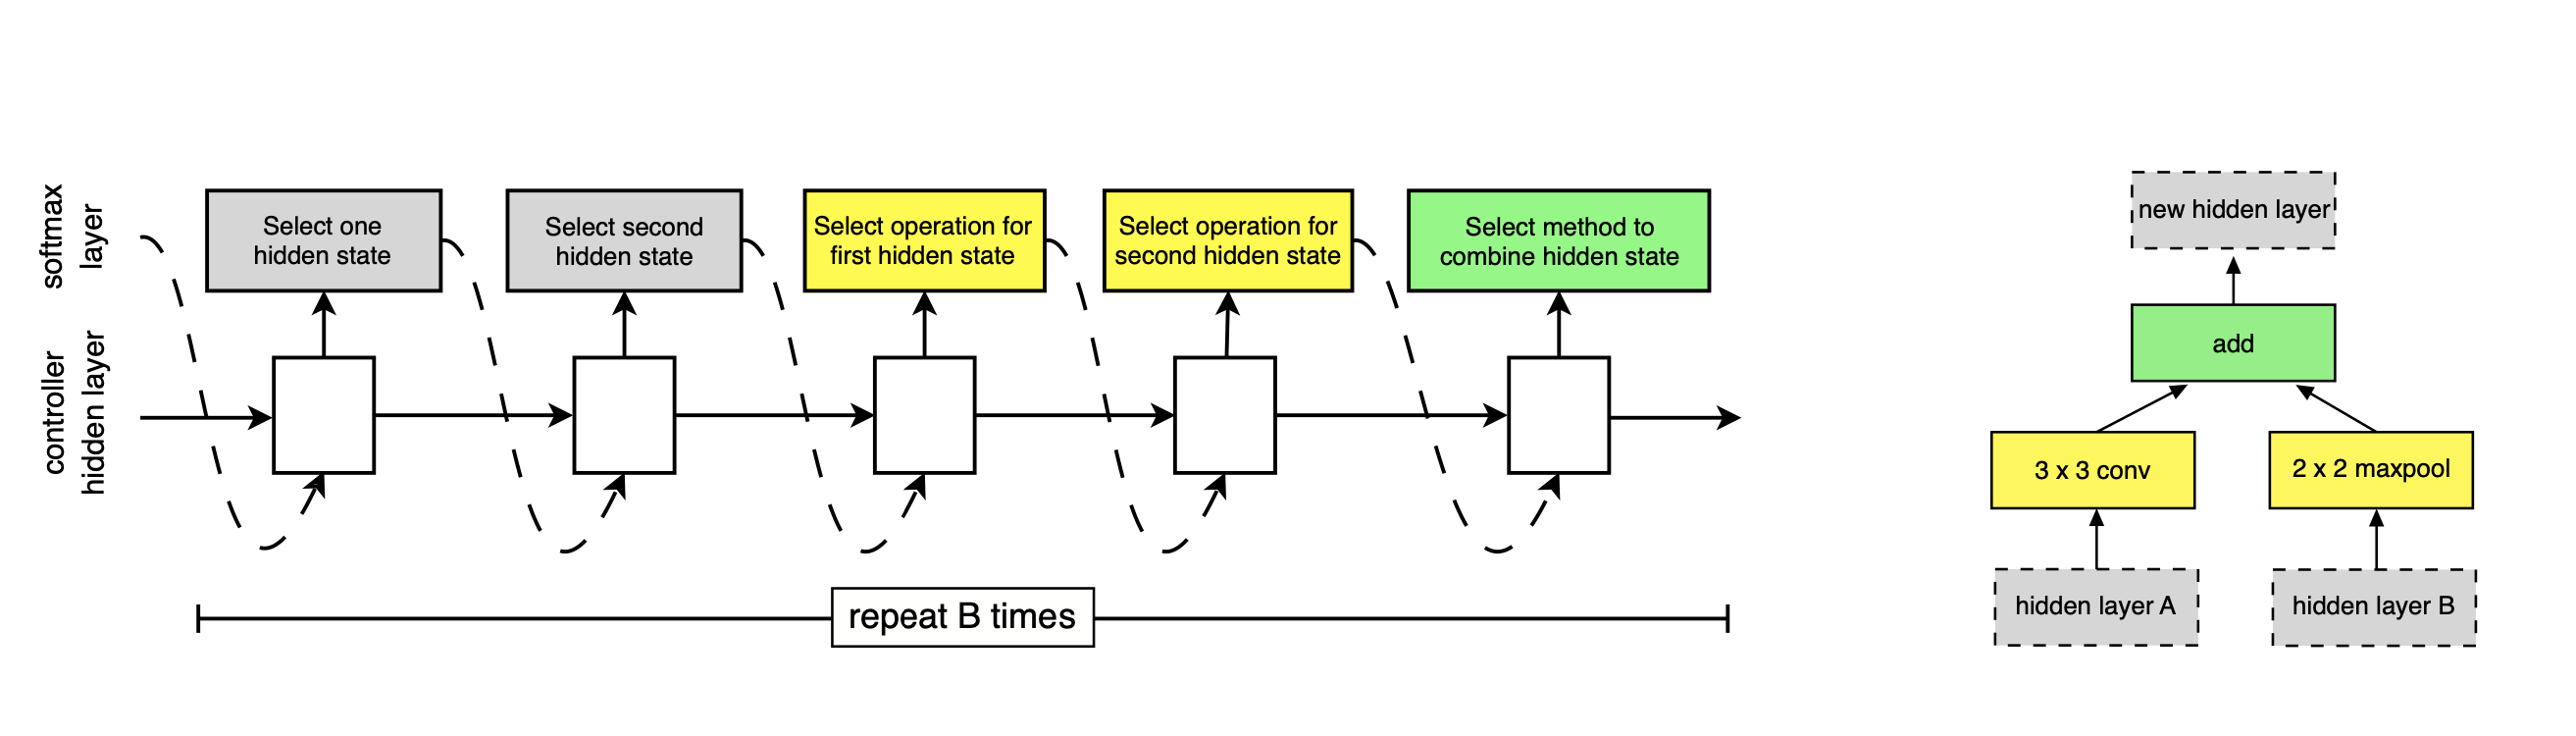 softmax
layer
controller
hidden layer
Select one
hidden state
Select second
hidden state
Select operation for
first hidden state
Select operation for
second hidden state
Select method to
combine hidden state
repeat B times
new hidden layer
add
3 x 3 conv
2 x 2 maxpool
hidden layer A
hidden layer B